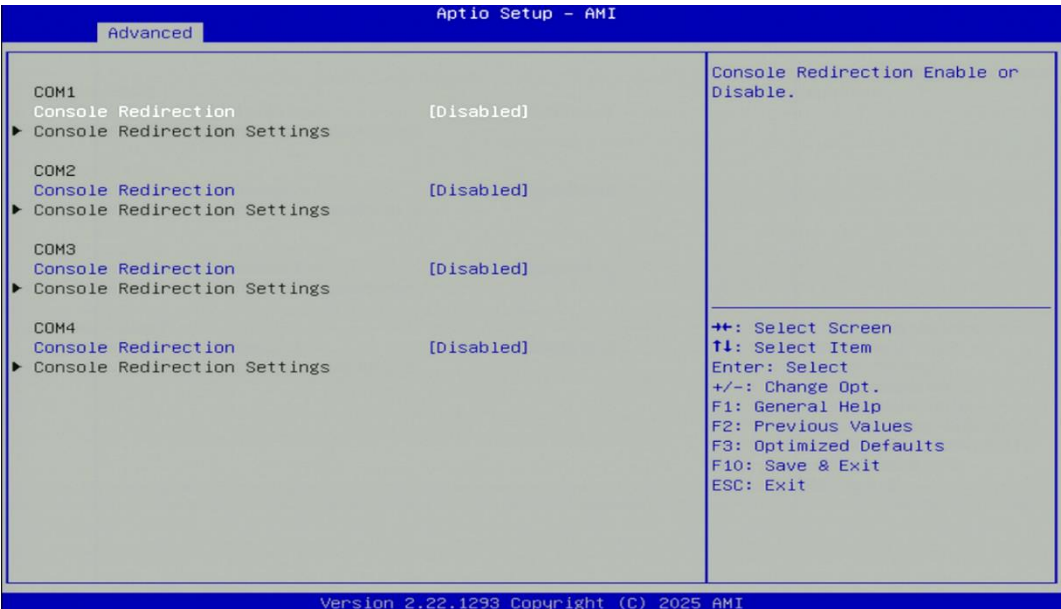 Aptio Setup - AMI
Advanced
COM1
Console Redirection [Disabled]
Console Redirection Settings
COM2
Console Redirection [Disabled]
Console Redirection Settings
COM3
Console Redirection [Disabled]
Console Redirection Settings
COM4
Console Redirection [Disabled]
Console Redirection Settings
Console Redirection Enable or
Disable.
→←: Select Screen
↑↓: Select Item
Enter: Select
+/-: Change Opt.
F1: General Help
F2: Previous Values
F3: Optimized Defaults
F10: Save & Exit
ESC: Exit
Version 2.22.1293 Copyright (C) 2025 AMI